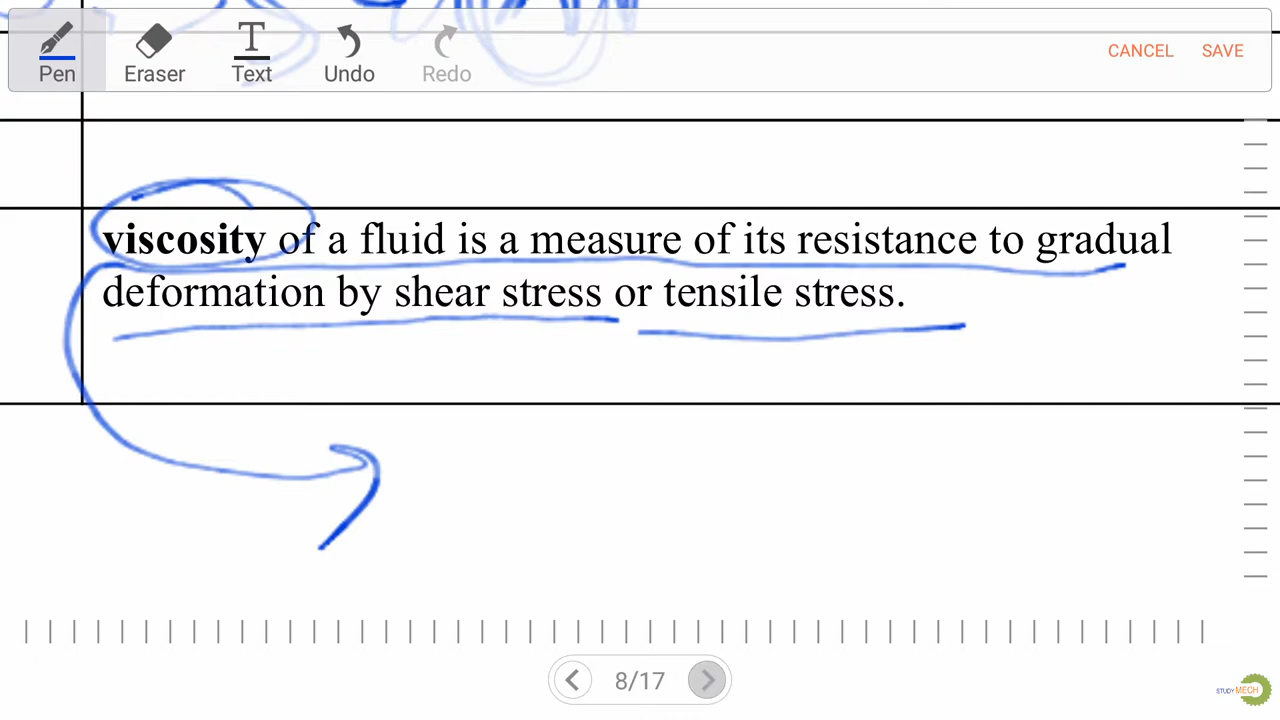 Pen
Eraser
T
Text
Undo
Redo
CANCEL
SAVE
viscosity of a fluid is a measure of its resistance to gradual
deformation by shear stress or tensile stress.
8/17
STUDYMECH